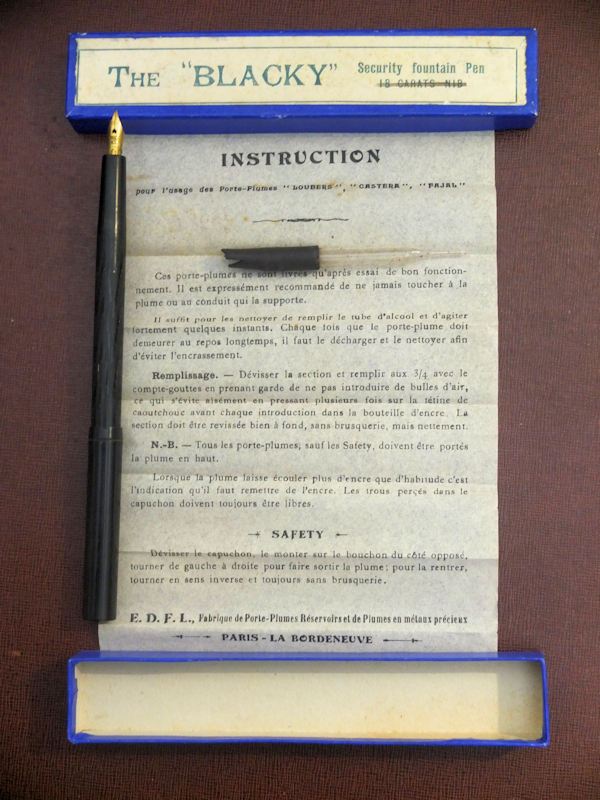 THE "BLACKY"
Security fountain Pen
18 CARATS NIB
INSTRUCTION
pour l'usage des Porte-Plumes "LOUBERS", "CASTERA", "PAJAL"
Ces porte-plumes ne sont livrés qu'après essai de bon fonction-
nement. Il est expressément recommandé de ne jamais toucher à la
plume ou au conduit qui la supporte.
Il suffit pour les nettoyer de remplir le tube d'alcool et d'agiter
fortement quelques instants. Chaque fois que le porte-plume doit
demeurer au repos longtemps, il faut le décharger et le nettoyer afin
d'éviter l'encrassement.
Remplissage. — Dévisser la section et remplir aux 3/4 avec le
compte-gouttes en prenant garde de ne pas introduire de bulles d'air,
ce qui s'évite aisément en pressant plusieurs fois sur la tétine de
caoutchouc avant chaque introduction dans la bouteille d'encre. La
section doit être revissée bien à fond, sans brusquerie, mais nettement.
N.-B. — Tous les porte-plumes, sauf les Safety, doivent être portés
la plume en haut.
Lorsque la plume laisse écouler plus d'encre que d'habitude c'est
l'indication qu'il faut remettre de l'encre. Les trous percés dans le
capuchon doivent toujours être libres.
SAFETY
Dévisser le capuchon, le monter sur le bouchon du côté opposé,
tourner de gauche à droite pour faire sortir la plume; pour la rentrer,
tourner en sens inverse et toujours sans brusquerie.
E. D. F. L., Fabrique de Porte-Plumes Réservoirs et de Plumes en métaux précieux
PARIS - LA BORDENEUVE